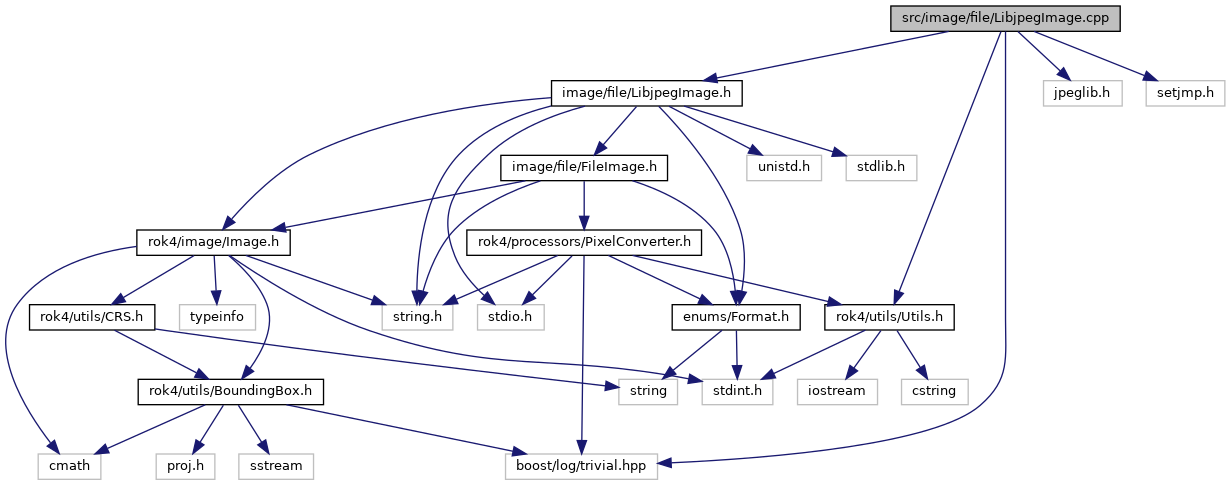 src/image/file/LibjpegImage.cpp
image/file/LibjpegImage.h
jpeglib.h
setjmp.h
image/file/FileImage.h
unistd.h
stdlib.h
rok4/image/Image.h
rok4/processors/PixelConverter.h
rok4/utils/CRS.h
typeinfo
string.h
stdio.h
enums/Format.h
rok4/utils/Utils.h
rok4/utils/BoundingBox.h
string
stdint.h
iostream
cstring
cmath
proj.h
sstream
boost/log/trivial.hpp